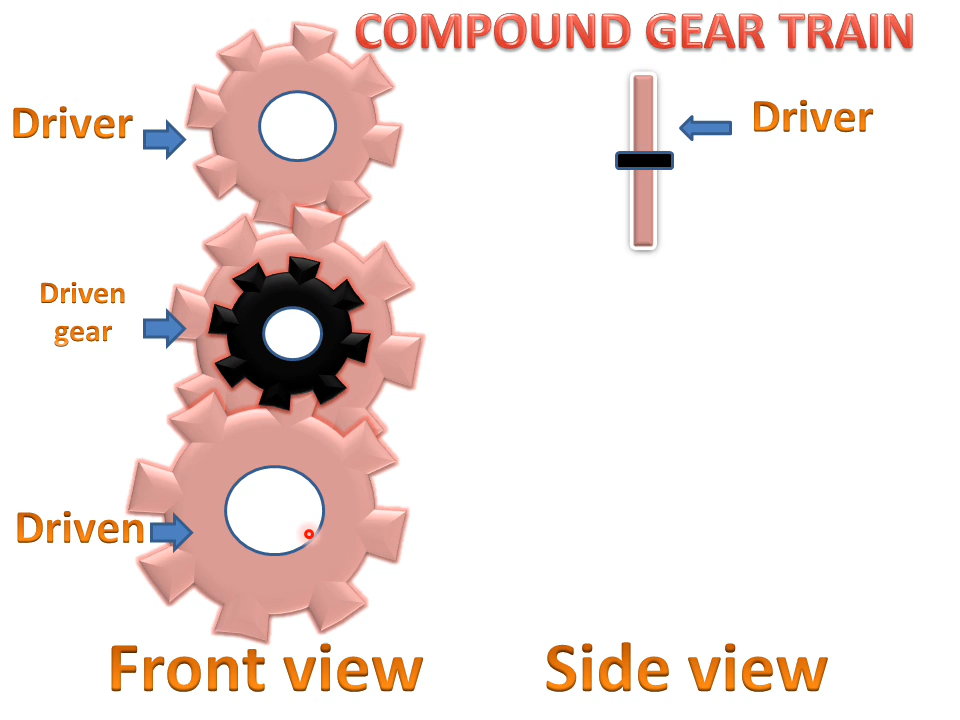 COMPOUND GEAR TRAIN
Driver
Driver
Driven
gear
Driven
Front view
Side view